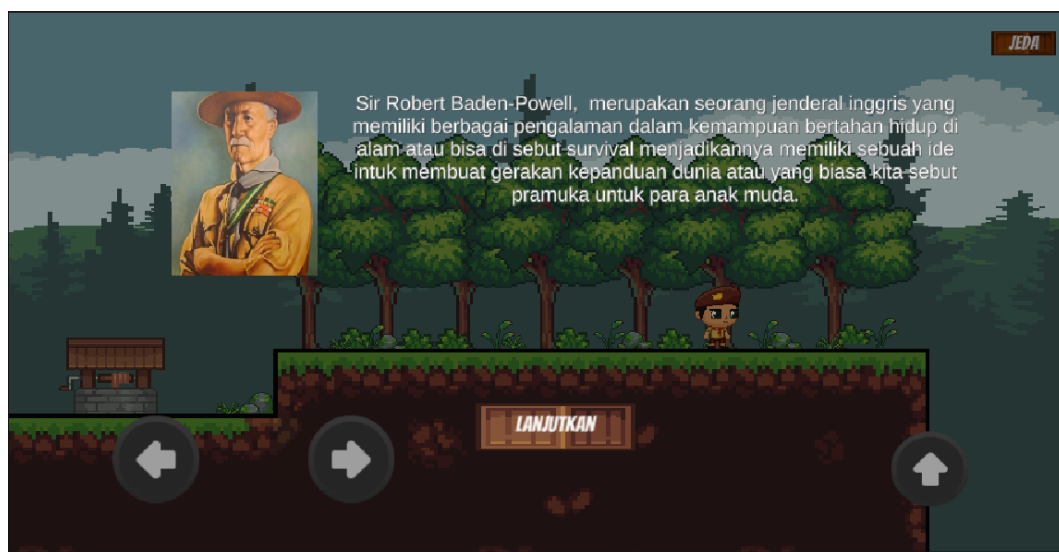 JEDA
Sir Robert Baden-Powell,  merupakan seorang jenderal inggris yang
memiliki berbagai pengalaman dalam kemampuan bertahan hidup di
alam atau bisa di sebut survival menjadikannya memiliki sebuah ide
intuk membuat gerakan kepanduan dunia atau yang biasa kita sebut
pramuka untuk para anak muda.
LANJUTKAN